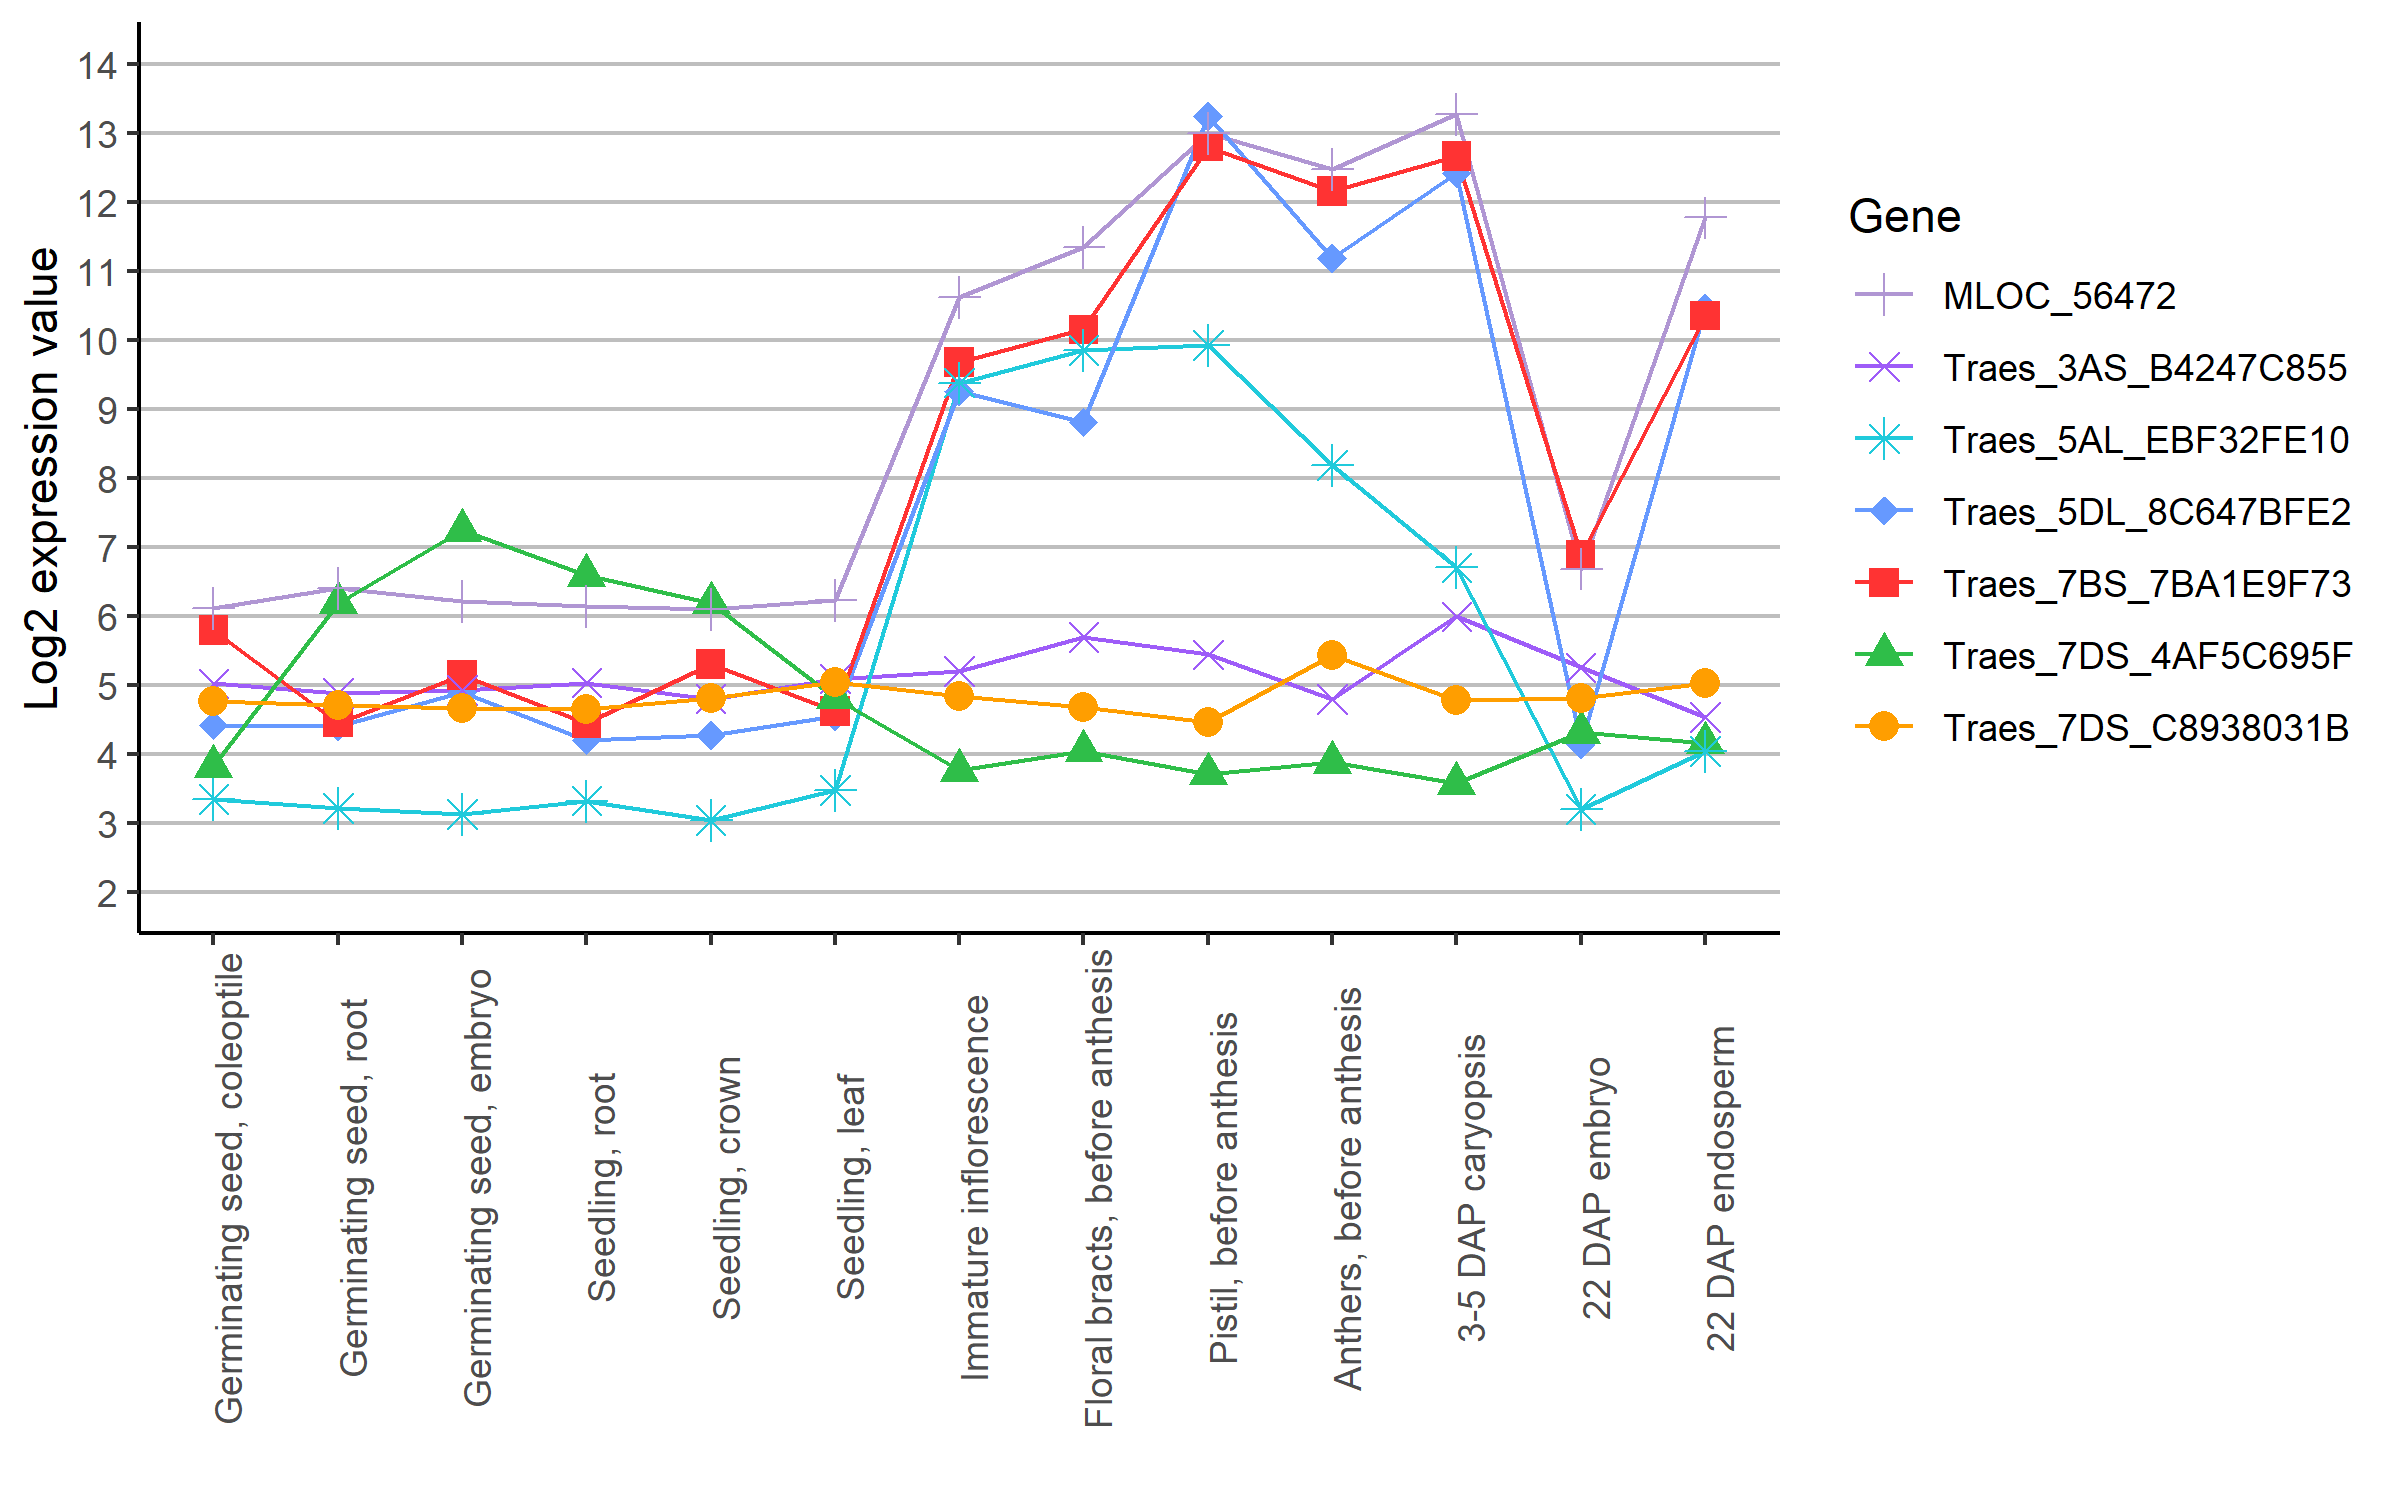 Log2 expression value
14
13
12
11
10
9
8
7
6
5
4
3
2
Germinating seed, coleoptile
Germinating seed, root
Germinating seed, embryo
Seedling, root
Seedling, crown
Seedling, leaf
Immature inflorescence
Floral bracts, before anthesis
Pistil, before anthesis
Anthers, before anthesis
3-5 DAP caryopsis
22 DAP embryo
22 DAP endosperm
Gene
MLOC_56472
Traes_3AS_B4247C855
Traes_5AL_EBF32FE10
Traes_5DL_8C647BFE2
Traes_7BS_7BA1E9F73
Traes_7DS_4AF5C695F
Traes_7DS_C8938031B